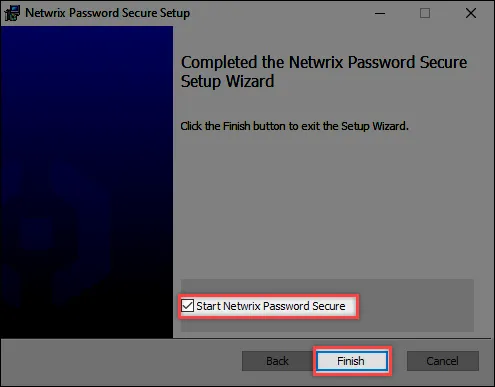 Netwrix Password Secure Setup
Completed the Netwrix Password Secure
Setup Wizard
Click the Finish button to exit the Setup Wizard.
Start Netwrix Password Secure
Back
Finish
Cancel